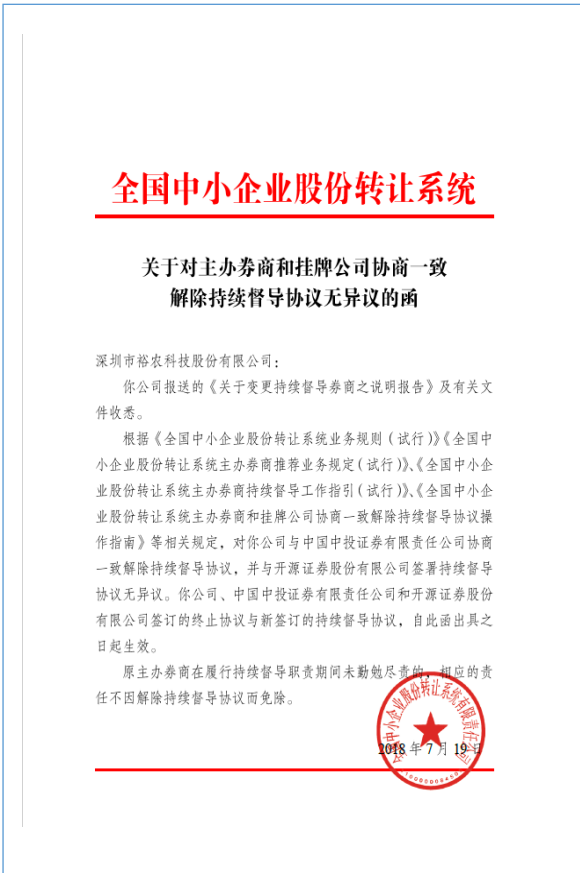 全国中小企业股份转让系统
关于对主办券商和挂牌公司协商一致
解除持续督导协议无异议的函
深圳市裕农科技股份有限公司：
你公司报送的《关于变更持续督导券商之说明报告》及有关文
件收悉。
根据《全国中小企业股份转让系统业务规则（试行）》《全国中
小企业股份转让系统主办券商推荐业务规定（试行）》、《全国中小企
业股份转让系统主办券商持续督导工作指引（试行）》、《全国中小企
业股份转让系统主办券商和挂牌公司协商一致解除持续督导协议操
作指南》等相关规定，对你公司与中国中投证券有限责任公司协商
一致解除持续督导协议，并与开源证券股份有限公司签署持续督导
协议无异议。你公司、中国中投证券有限责任公司和开源证券股份
有限公司签订的终止协议与新签订的持续督导协议，自此函出具之
日起生效。
原主办券商在履行持续督导职责期间未勤勉尽责的，相应的责
任不因解除持续督导协议而免除。
全国中小企业股份转让系统有限责任公司
2018 年 7 月 19 日